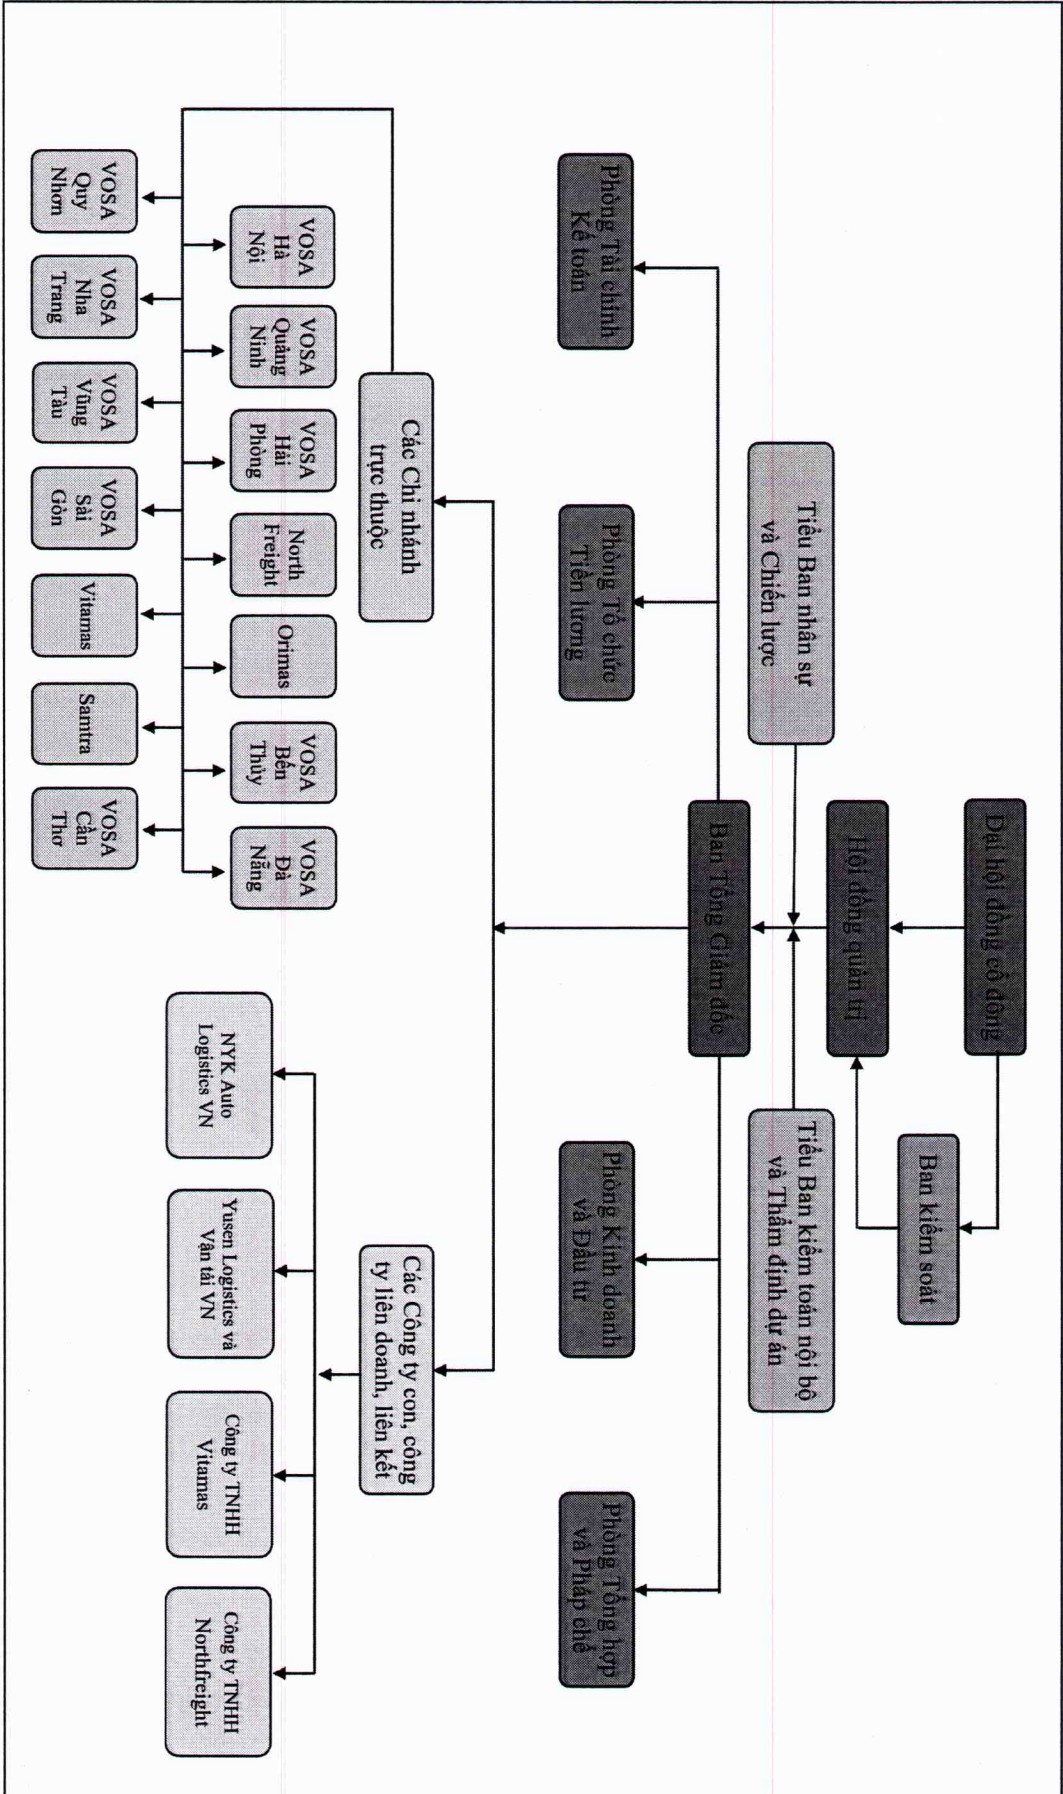 Đại hội đồng cổ đông
Ban kiểm soát
Hội đồng quản trị
Tiểu Ban nhân sự
và Chiến lược
Tiểu Ban kiểm toán nội bộ
và Thẩm định dự án
Ban Tổng Giám đốc
Phòng Tài chính
Kế toán
Phòng Tổ chức
Tiền lương
Phòng Kinh doanh
và Đầu tư
Phòng Tổng hợp
và Pháp chế
Các Chi nhánh
trực thuộc
Các Công ty con, công
ty liên doanh, liên kết
VOSA
Hà
Nội
VOSA
Quảng
Ninh
VOSA
Hải
Phòng
North
Freight
Orimas
VOSA
Bến
Thủy
VOSA
Đà
Nẵng
VOSA
Quy
Nhơn
VOSA
Nha
Trang
VOSA
Vũng
Tàu
VOSA
Sài
Gòn
Vitamas
Samtra
VOSA
Cần
Thơ
NYK Auto
Logistics VN
Yusen Logistics và
Vận tải VN
Công ty TNHH
Vitamas
Công ty TNHH
Northfreight